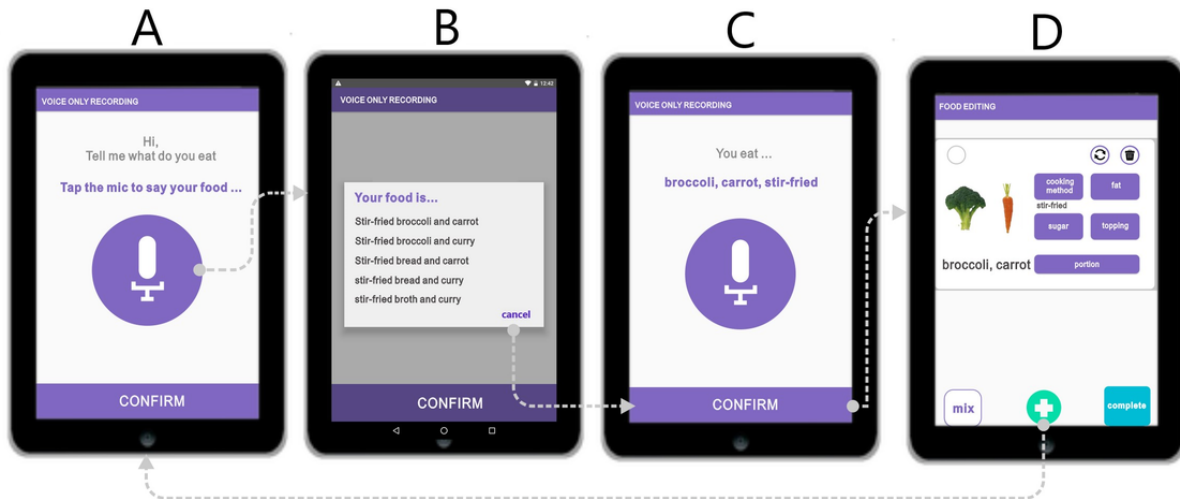 A
B
C
D
VOICE ONLY RECORDING
Hi,
Tell me what do you eat
Tap the mic to say your food ...
CONFIRM
12:42
VOICE ONLY RECORDING
Your food is...
Stir-fried broccoli and carrot
Stir-fried broccoli and curry
Stir-fried bread and carrot
stir-fried bread and curry
stir-fried broth and curry
cancel
CONFIRM
VOICE ONLY RECORDING
You eat ...
broccoli, carrot, stir-fried
CONFIRM
FOOD EDITING
cooking
method
fat
stir-fried
sugar
topping
broccoli, carrot
portion
mix
complete